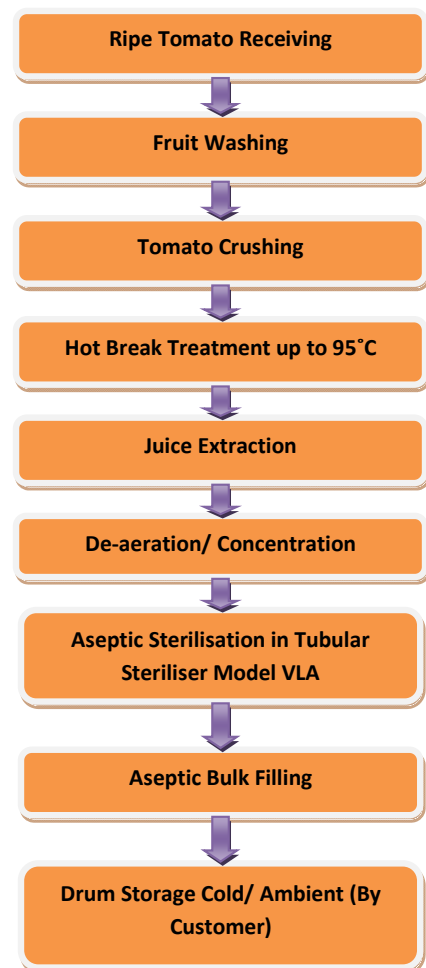 Ripe Tomato Receiving
Fruit Washing
Tomato Crushing
Hot Break Treatment up to 95˚C
Juice Extraction
De-aeration/ Concentration
Aseptic Sterilisation in Tubular
Steriliser Model VLA
Aseptic Bulk Filling
Drum Storage Cold/ Ambient (By
Customer)